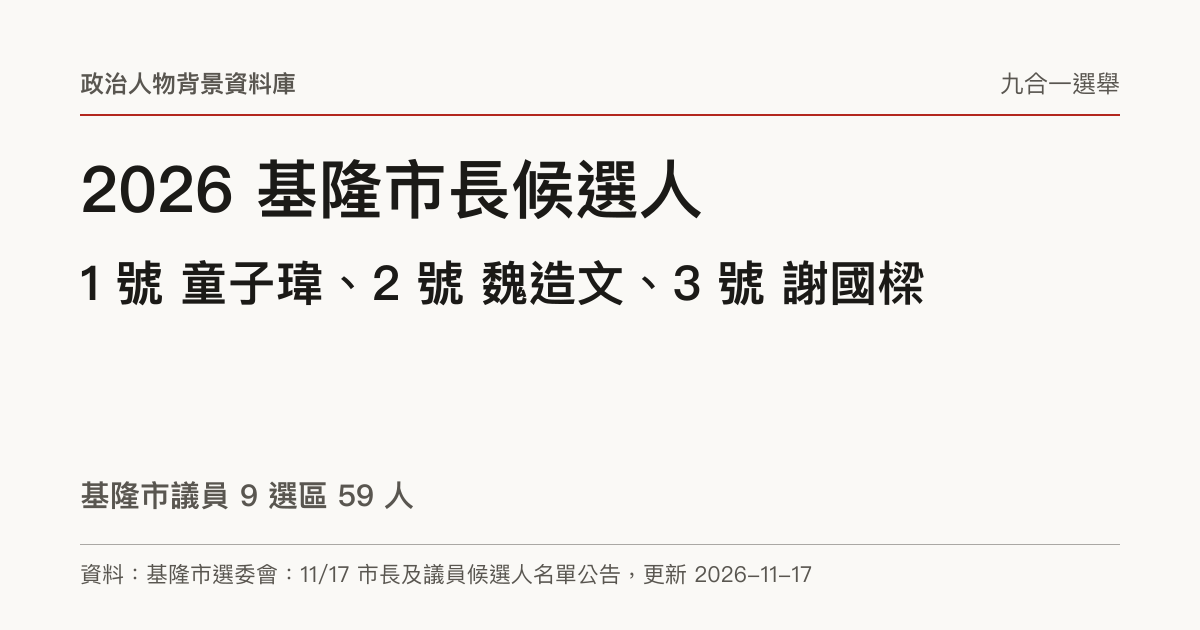 政治人物背景資料庫
九合一選舉
2026 基隆市長候選人
1 號 童子瑋、2 號 魏造文、3 號 謝國樑
基隆市議員 9 選區 59 人
資料：基隆市選委會：11/17 市長及議員候選人名單公告，更新 2026–11–17